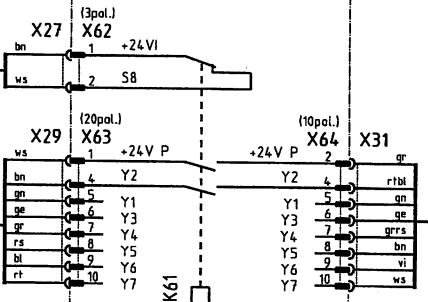 (3pol.)
X27 X62
bn 1 +24VI
ws 2 S8
(20pol.) (10pol.)
X29 X63 X64 X31
ws 1 +24V P +24V P 2 gr
bn 4 Y2 Y2 4 rtbl
gn 5 Y1 Y1 5 gn
ge 6 Y3 Y3 6 ge
gr 7 Y4 Y4 7 grrs
rs 8 Y5 Y5 8 bn
bl 9 Y6 Y6 9 vi
rt 10 Y7 Y7 10 ws
K61